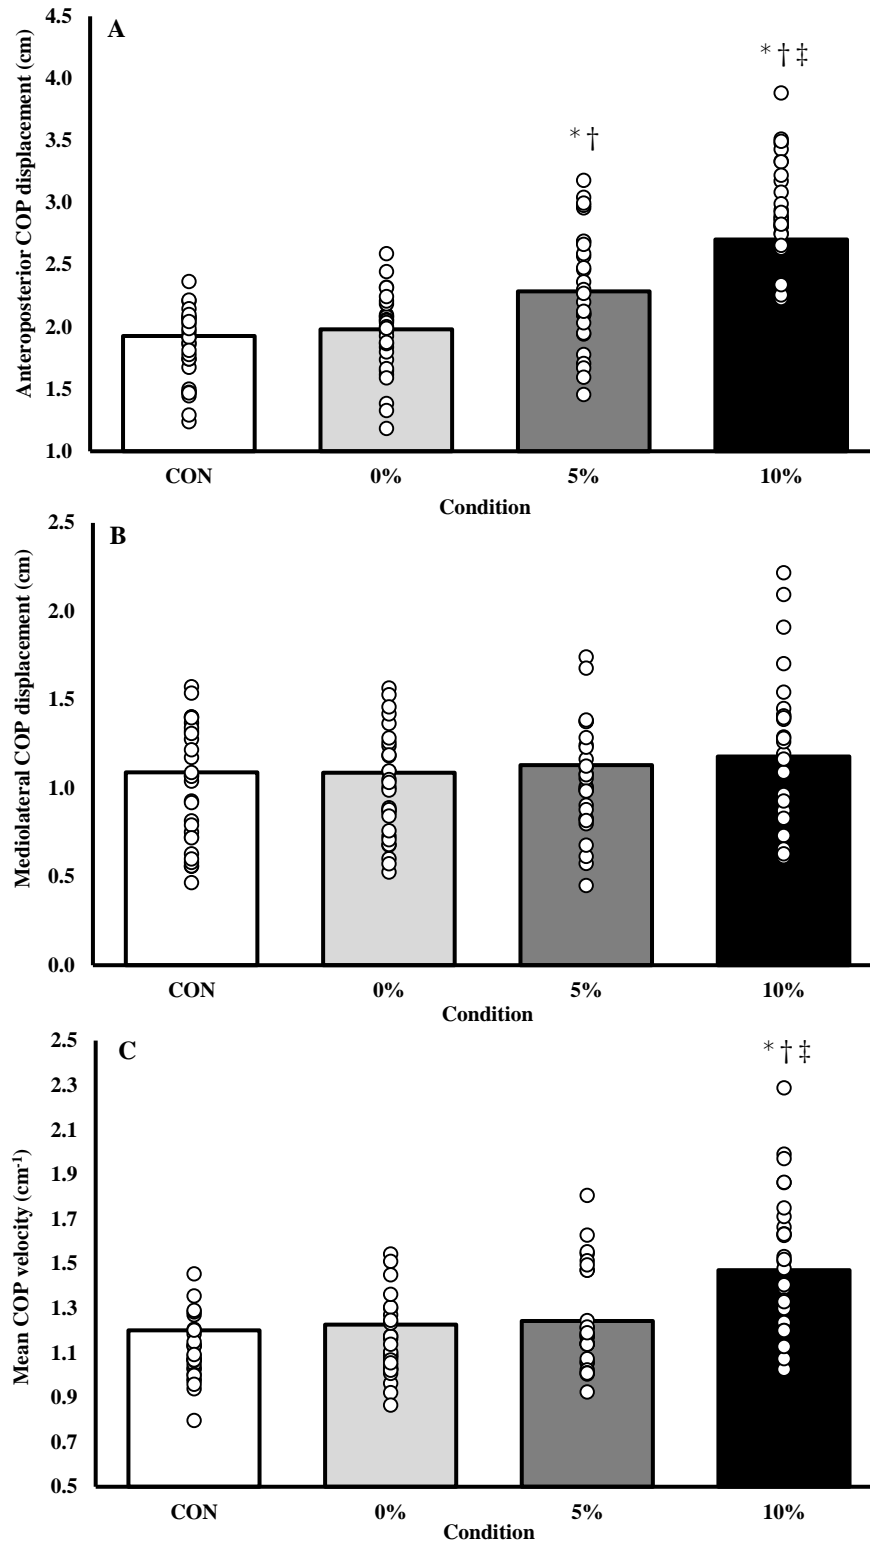 A
Anteroposterior COP displacement (cm)
4.5
4.0
3.5
3.0
2.5
2.0
1.5
1.0
* †
* † ‡
CON 0% 5% 10%
Condition
B
Mediolateral COP displacement (cm)
2.5
2.0
1.5
1.0
0.5
0.0
CON 0% 5% 10%
Condition
C
Mean COP velocity (cm⁻¹)
2.5
2.3
2.1
1.9
1.7
1.5
1.3
1.1
0.9
0.7
0.5
* † ‡
CON 0% 5% 10%
Condition